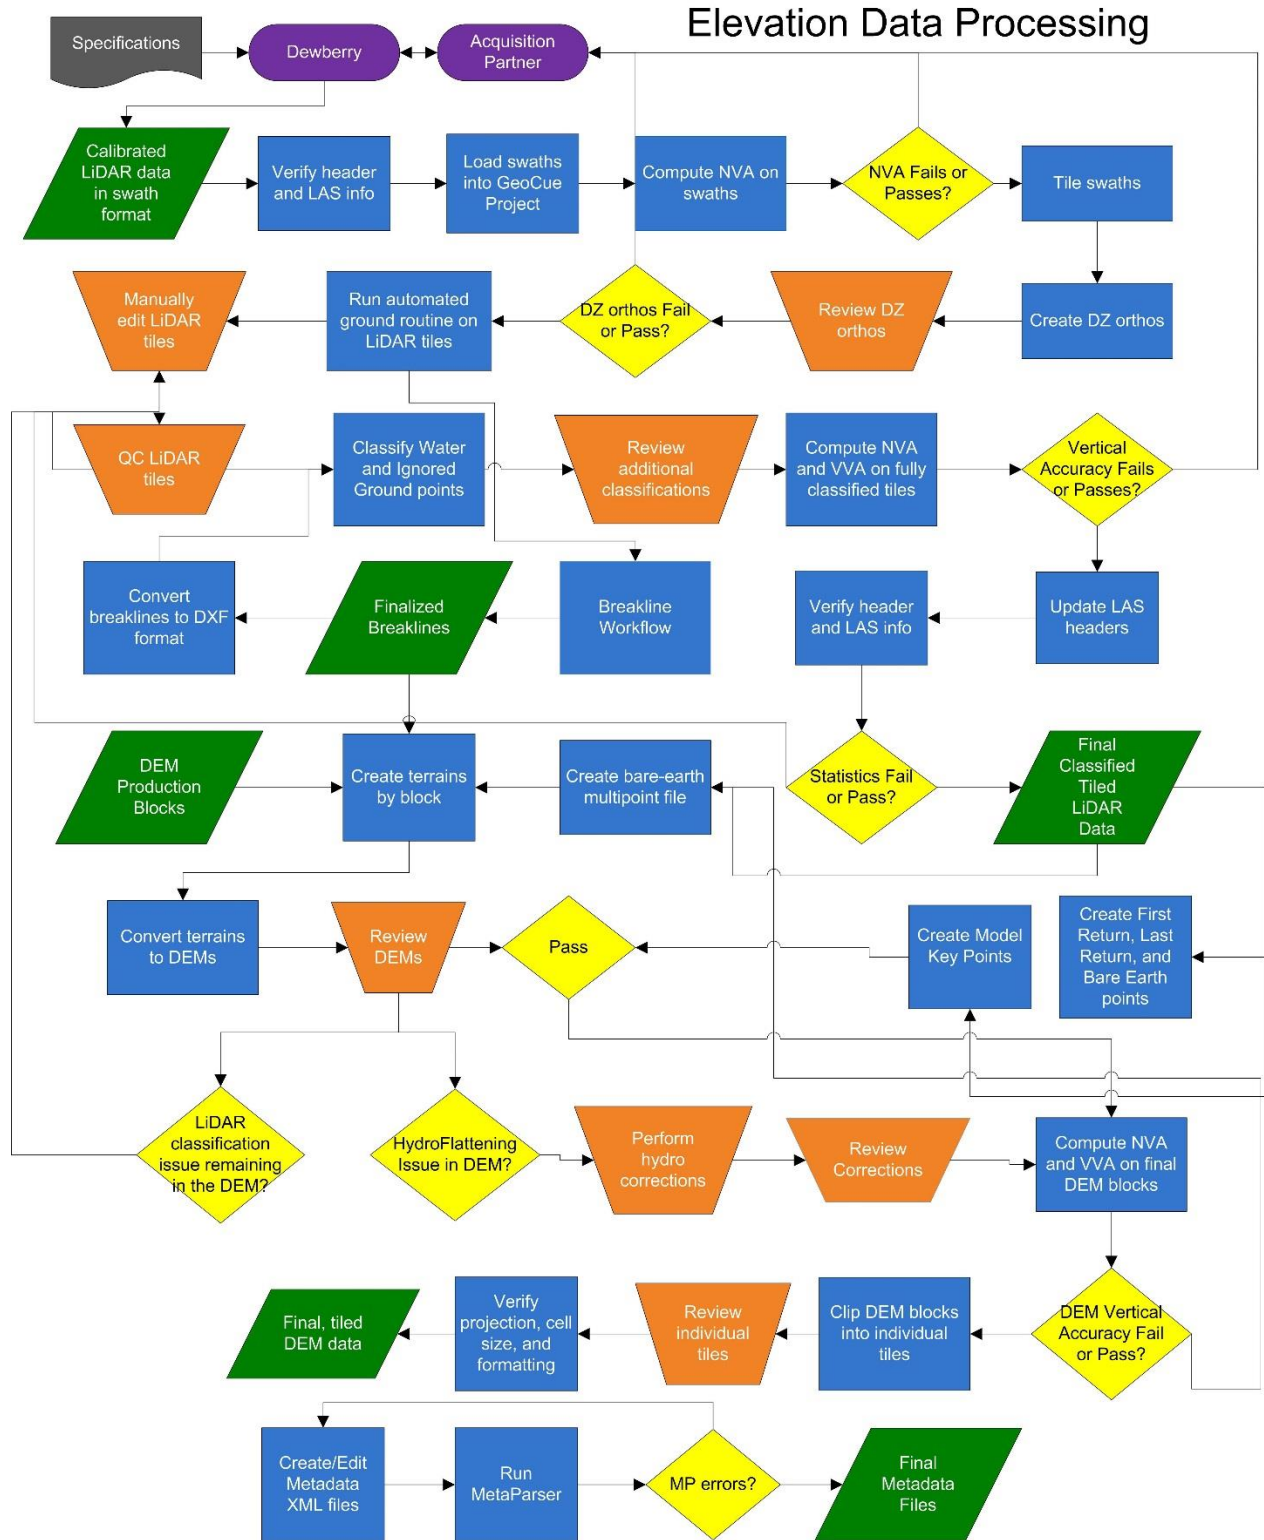 Elevation Data Processing
Specifications
Dewberry
Acquisition
Partner
Calibrated
LiDAR data
in swath
format
Verify header
and LAS info
Load swaths
into GeoCue
Project
Compute NVA on
swaths
NVA Fails or
Passes?
Tile swaths
Manually
edit LiDAR
tiles
Run automated
ground routine on
LiDAR tiles
DZ orthos Fail
or Pass?
Review DZ
orthos
Create DZ orthos
QC LiDAR
tiles
Classify Water
and Ignored
Ground points
Review
additional
classifications
Compute NVA
and VVA on fully
classified tiles
Vertical
Accuracy Fails
or Passes?
Convert
breaklines to DXF
format
Finalized
Breaklines
Breakline
Workflow
Verify header
and LAS info
Update LAS
headers
DEM
Production
Blocks
Create terrains
by block
Create bare-earth
multipoint file
Statistics Fail
or Pass?
Final
Classified
Tiled
LiDAR
Data
Convert terrains
to DEMs
Review
DEMs
Pass
Create Model
Key Points
Create First
Return, Last
Return, and
Bare Earth
points
LiDAR
classification
issue remaining
in the DEM?
HydroFlattening
Issue in DEM?
Perform
hydro
corrections
Review
Corrections
Compute NVA
and VVA on final
DEM blocks
Final, tiled
DEM data
Verify
projection, cell
size, and
formatting
Review
individual
tiles
Clip DEM blocks
into individual
tiles
DEM Vertical
Accuracy Fail
or Pass?
Create/Edit
Metadata
XML files
Run
MetaParser
MP errors?
Final
Metadata
Files